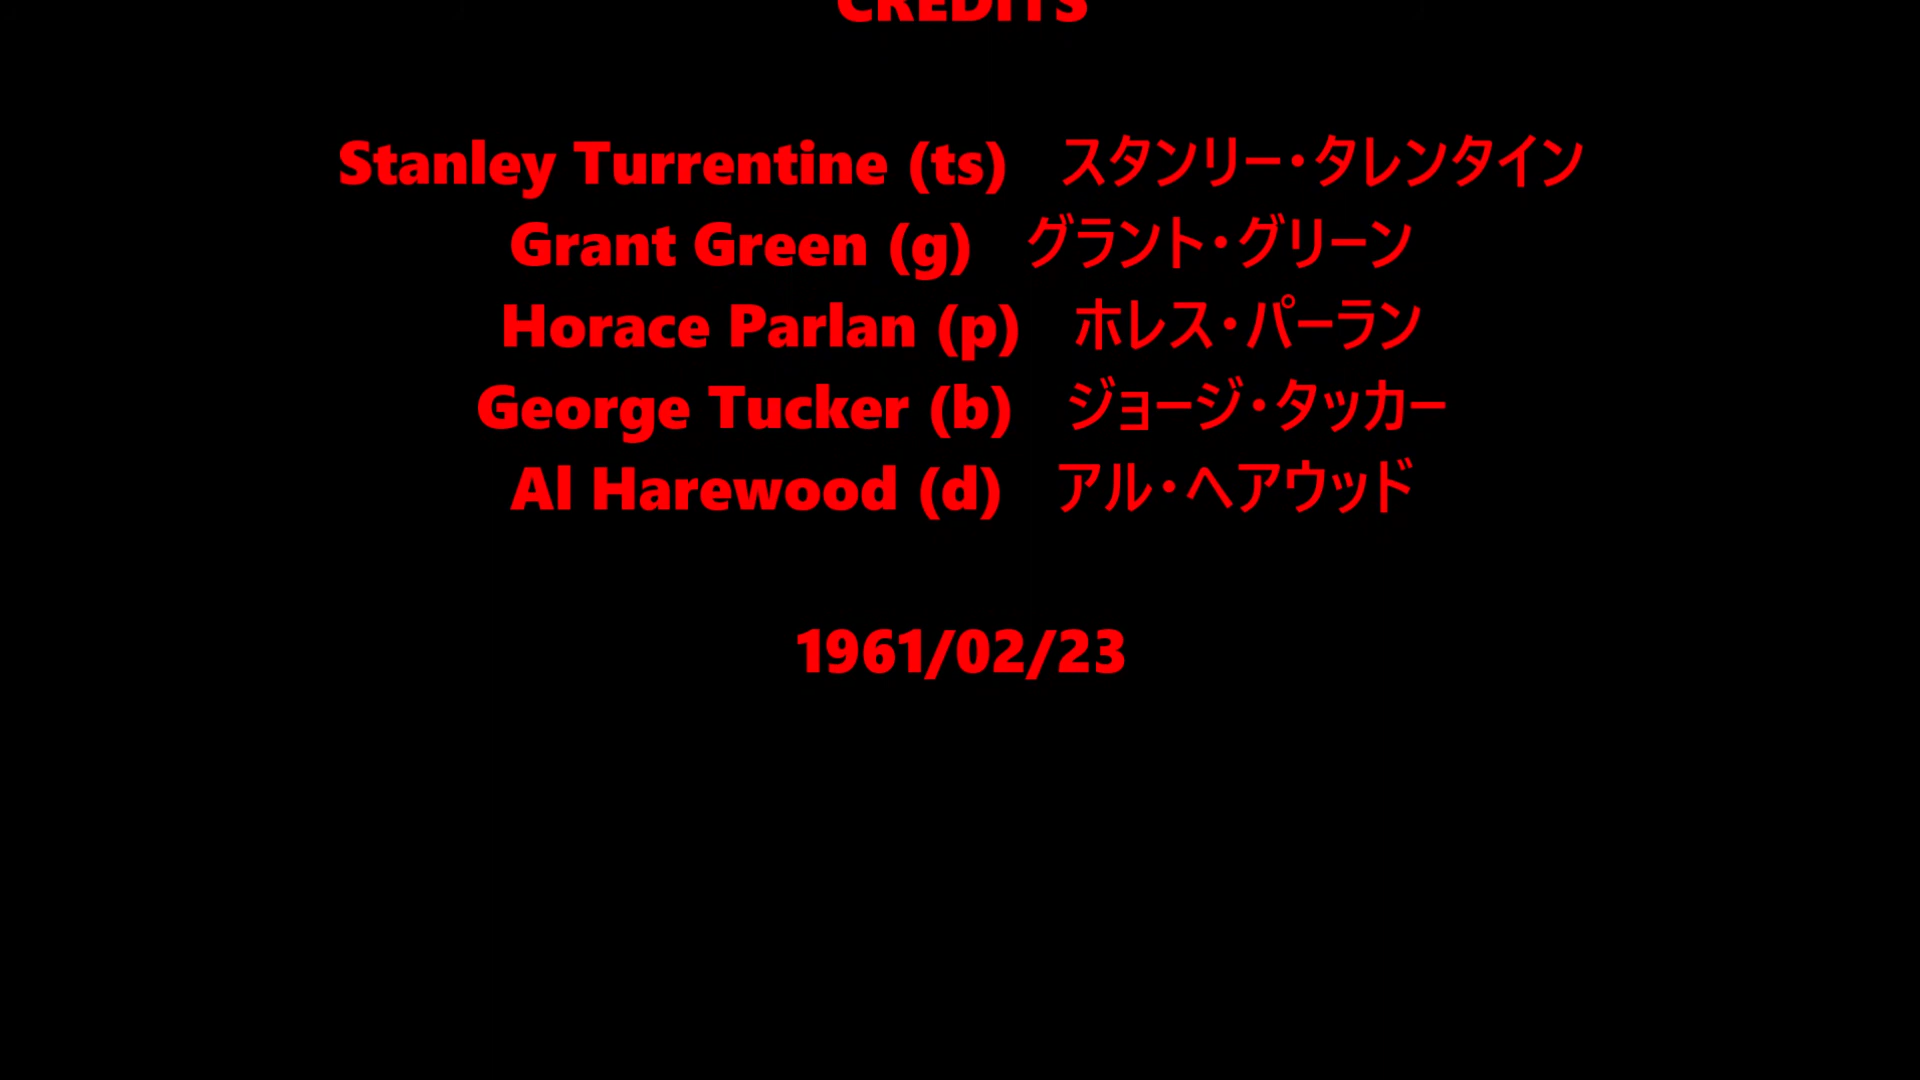 CREDITS
Stanley Turrentine (ts)　スタンリー・タレンタイン
Grant Green (g)　グラント・グリーン
Horace Parlan (p)　ホレス・パーラン
George Tucker (b)　ジョージ・タッカー
Al Harewood (d)　アル・ヘアウッド
1961/02/23